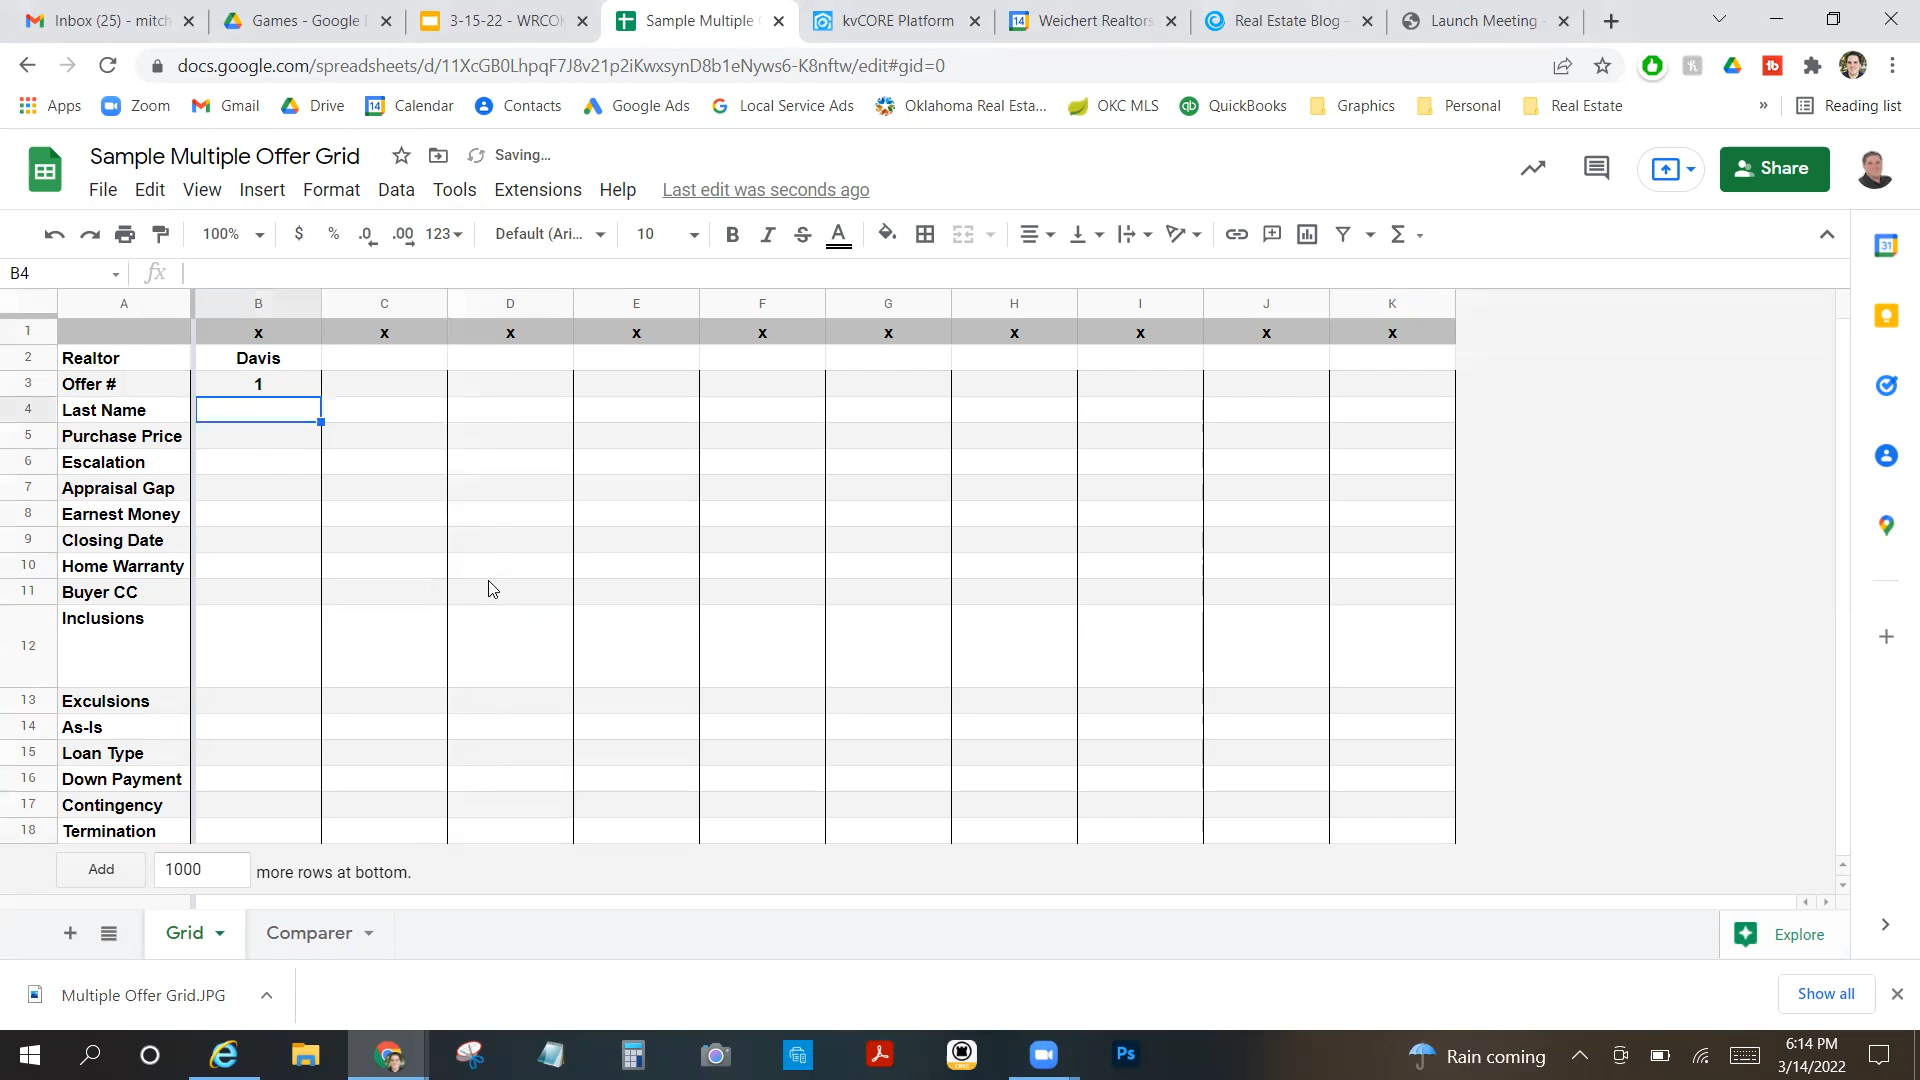 Inbox (25) - mitch
Games - Google D
3-15-22 - WRCOK
Sample Multiple
kvCORE Platform
Weichert Realtors
Real Estate Blog -
Launch Meeting -
docs.google.com/spreadsheets/d/11XcGB0LhpqF7J8v21p2iKwxsynD8b1eNyws6-K8nftw/edit#gid=0
Apps Zoom Gmail Drive Calendar Contacts Google Ads Local Service Ads Oklahoma Real Esta... OKC MLS QuickBooks Graphics Personal Real Estate » Reading list
Sample Multiple Offer Grid Saving...
File Edit View Insert Format Data Tools Extensions Help Last edit was seconds ago
Share
100% $ % .0 .00 123 Default (Ari... 10 B I S A Σ
B4 fx
A B C D E F G H I J K
1 x x x x x x x x x x
2 Realtor Davis
3 Offer # 1
4 Last Name
5 Purchase Price
6 Escalation
7 Appraisal Gap
8 Earnest Money
9 Closing Date
10 Home Warranty
11 Buyer CC
12 Inclusions
13 Exculsions
14 As-Is
15 Loan Type
16 Down Payment
17 Contingency
18 Termination
Add 1000 more rows at bottom.
Grid Comparer Explore
Multiple Offer Grid.JPG Show all
Rain coming 6:14 PM
3/14/2022